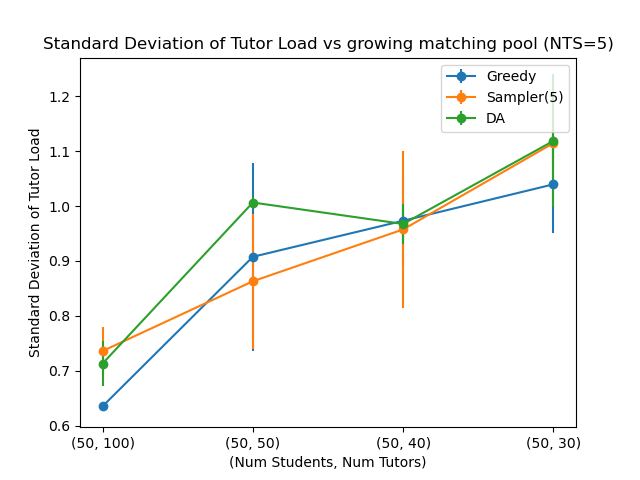 Standard Deviation of Tutor Load vs growing matching pool (NTS=5)
Greedy
Sampler(5)
DA
Standard Deviation of Tutor Load
1.2
1.1
1.0
0.9
0.8
0.7
0.6
(50, 100)
(50, 50)
(50, 40)
(50, 30)
(Num Students, Num Tutors)